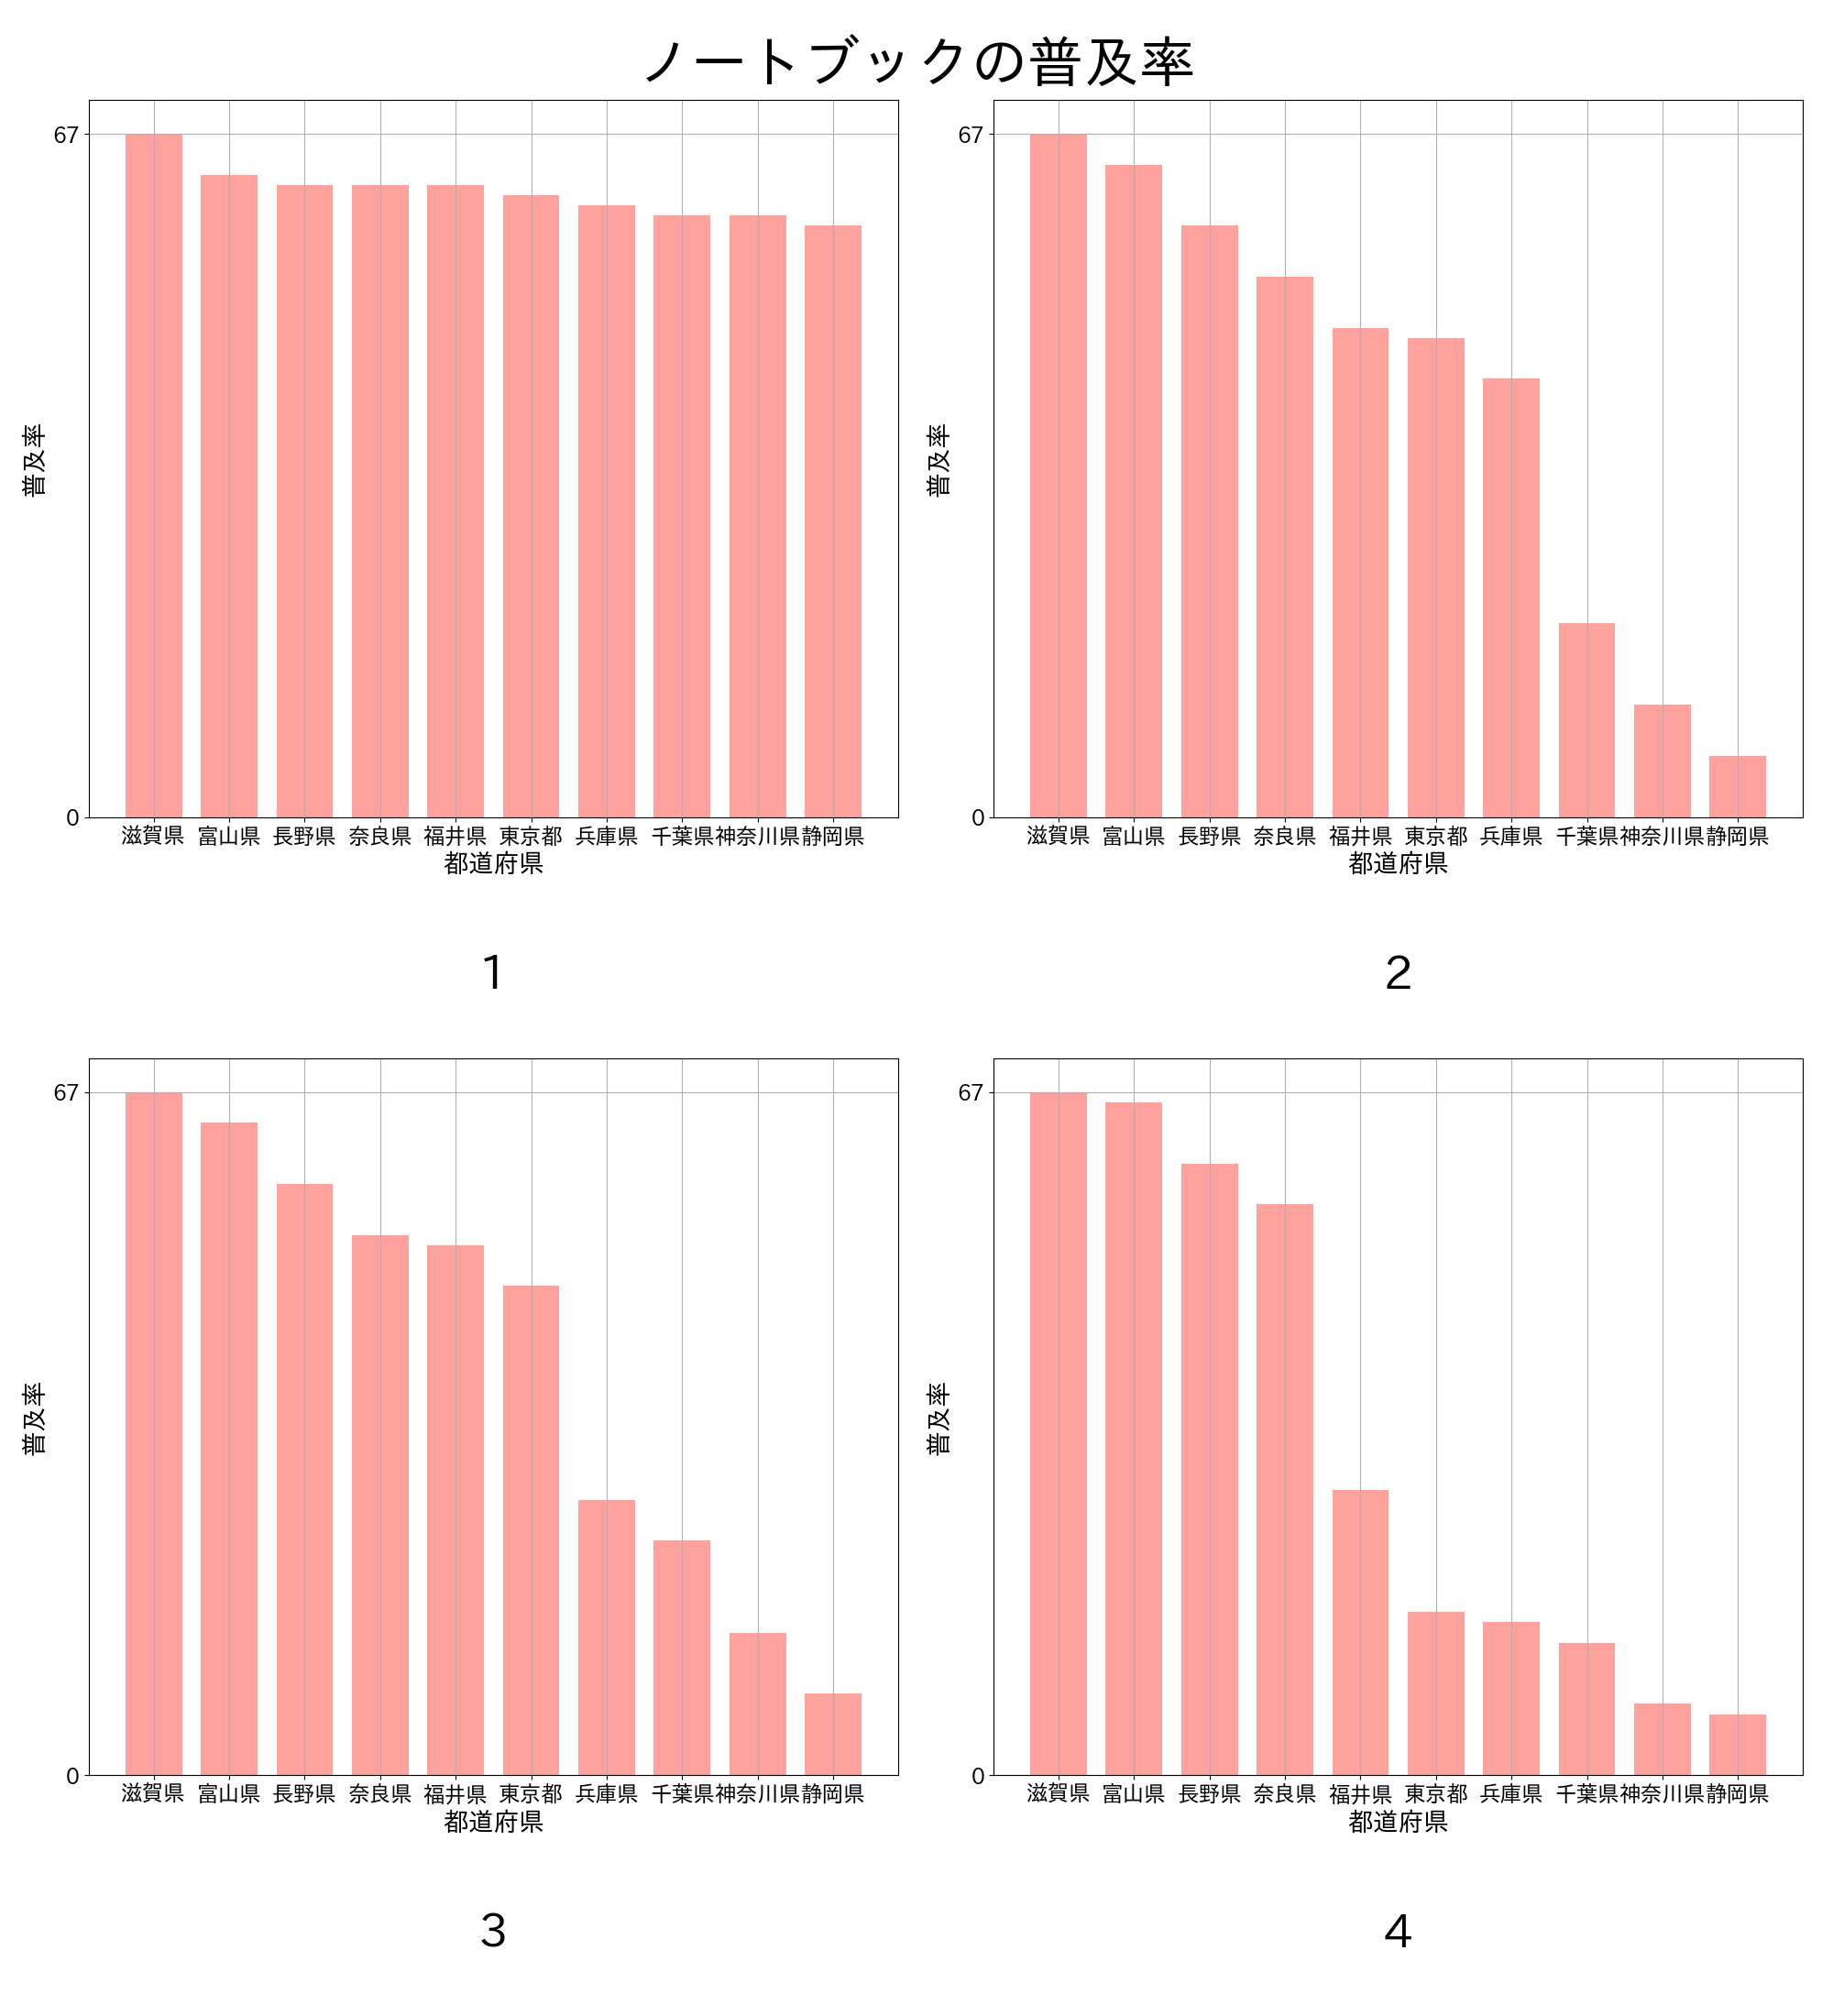 ノートブックの普及率
67
0
普及率
滋賀県 富山県 長野県 奈良県 福井県 東京都 兵庫県 千葉県 神奈川県 静岡県
都道府県
1
67
0
普及率
滋賀県 富山県 長野県 奈良県 福井県 東京都 兵庫県 千葉県 神奈川県 静岡県
都道府県
2
67
0
普及率
滋賀県 富山県 長野県 奈良県 福井県 東京都 兵庫県 千葉県 神奈川県 静岡県
都道府県
3
67
0
普及率
滋賀県 富山県 長野県 奈良県 福井県 東京都 兵庫県 千葉県 神奈川県 静岡県
都道府県
4